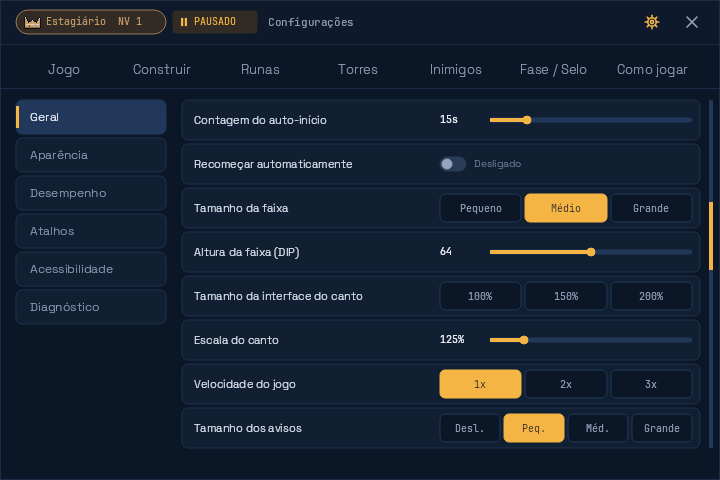 Estagiário NV 1
PAUSADO
Configurações
Jogo
Construir
Runas
Torres
Inimigos
Fase / Selo
Como jogar
Geral
Aparência
Desempenho
Atalhos
Acessibilidade
Diagnóstico
Contagem do auto-início 15s
Recomeçar automaticamente Desligado
Tamanho da faixa Pequeno Médio Grande
Altura da faixa (DIP) 64
Tamanho da interface do canto 100% 150% 200%
Escala do canto 125%
Velocidade do jogo 1x 2x 3x
Tamanho dos avisos Desl. Peq. Méd. Grande